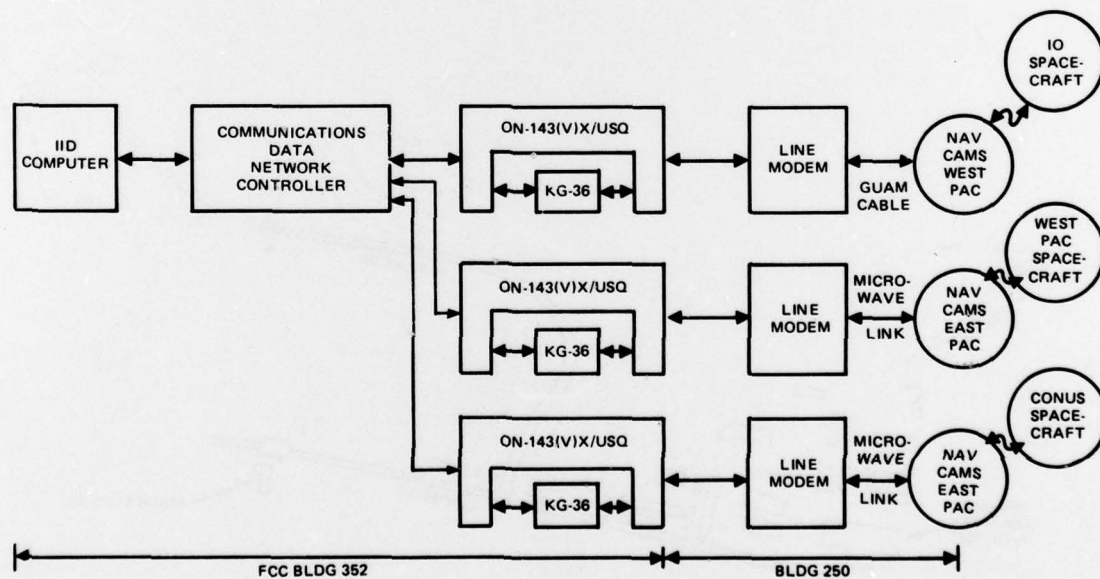 IID
COMPUTER
COMMUNICATIONS
DATA
NETWORK
CONTROLLER
ON-143(V)X/USQ
KG-36
LINE
MODEM
GUAM
CABLE
NAV
CAMS
WEST
PAC
IO
SPACE-
CRAFT
ON-143(V)X/USQ
KG-36
LINE
MODEM
MICRO-
WAVE
LINK
NAV
CAMS
EAST
PAC
WEST
PAC
SPACE-
CRAFT
ON-143(V)X/USQ
KG-36
LINE
MODEM
MICRO-
WAVE
LINK
NAV
CAMS
EAST
PAC
CONUS
SPACE-
CRAFT
FCC BLDG 352
BLDG 250